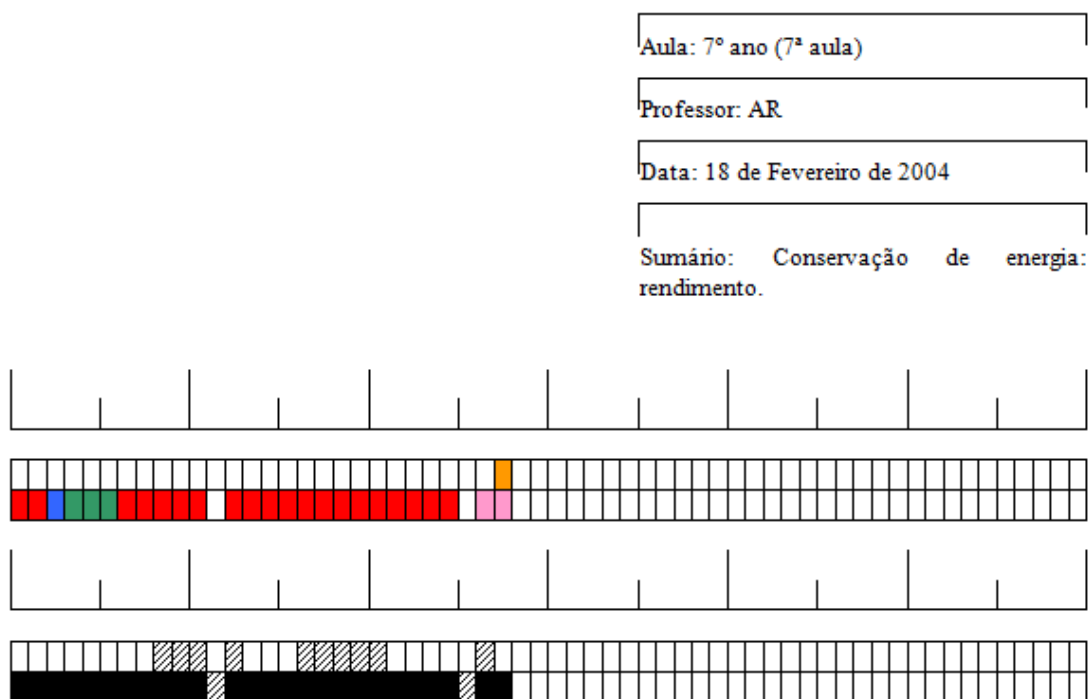 Aula: 7º ano (7ª aula)
Professor: AR
Data: 18 de Fevereiro de 2004
Sumário: Conservação de energia:
rendimento.